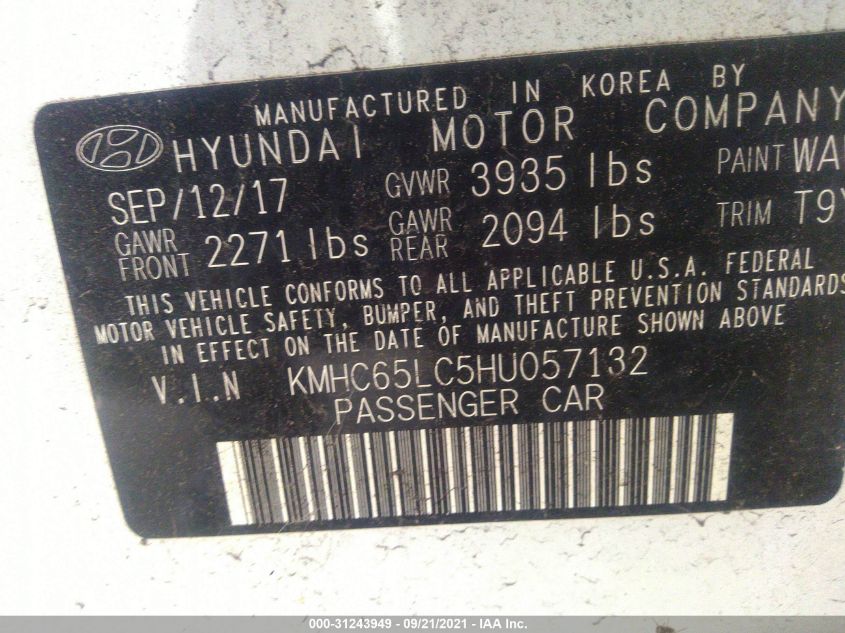 MANUFACTURED IN KOREA BY
HYUNDAI MOTOR COMPANY
SEP/12/17 GVWR 3935 lbs PAINT
GAWR FRONT 2271 lbs GAWR REAR 2094 lbs TRIM
THIS VEHICLE CONFORMS TO ALL APPLICABLE U.S.A. FEDERAL
MOTOR VEHICLE SAFETY, BUMPER, AND THEFT PREVENTION STANDARDS
IN EFFECT ON THE DATE OF MANUFACTURE SHOWN ABOVE
V.I.N KMHC65LC5HU057132
PASSENGER CAR
000-31243949 - 09/21/2021 - IAA Inc.